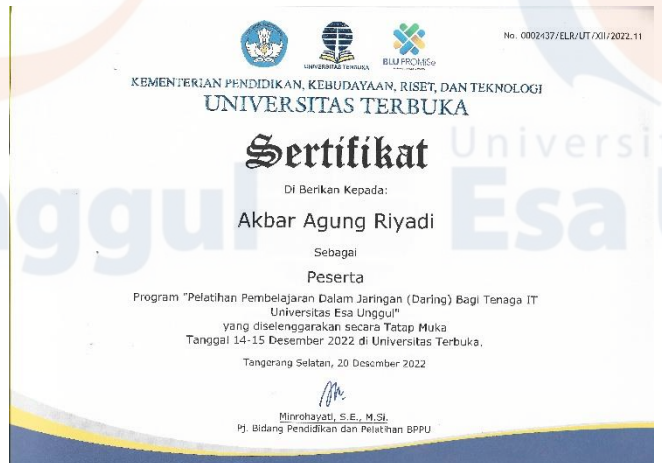 No. 0002437/ELR/UT/XII/2022.11
UNIVERSITAS TERBUKA
BLU PROMISe
KEMENTERIAN PENDIDIKAN, KEBUDAYAAN, RISET, DAN TEKNOLOGI
UNIVERSITAS TERBUKA
Sertifikat
Di Berikan Kepada:
Akbar Agung Riyadi
Sebagai
Peserta
Program "Pelatihan Pembelajaran Dalam Jaringan (Daring) Bagi Tenaga IT
Universitas Esa Unggul"
yang diselenggarakan secara Tatap Muka
Tanggal 14-15 Desember 2022 di Universitas Terbuka.
Tangerang Selatan, 20 Desember 2022
Minrohayati, S.E., M.Si.
Pj. Bidang Pendidikan dan Pelatihan BPPU
Universi
nggul
Esa U